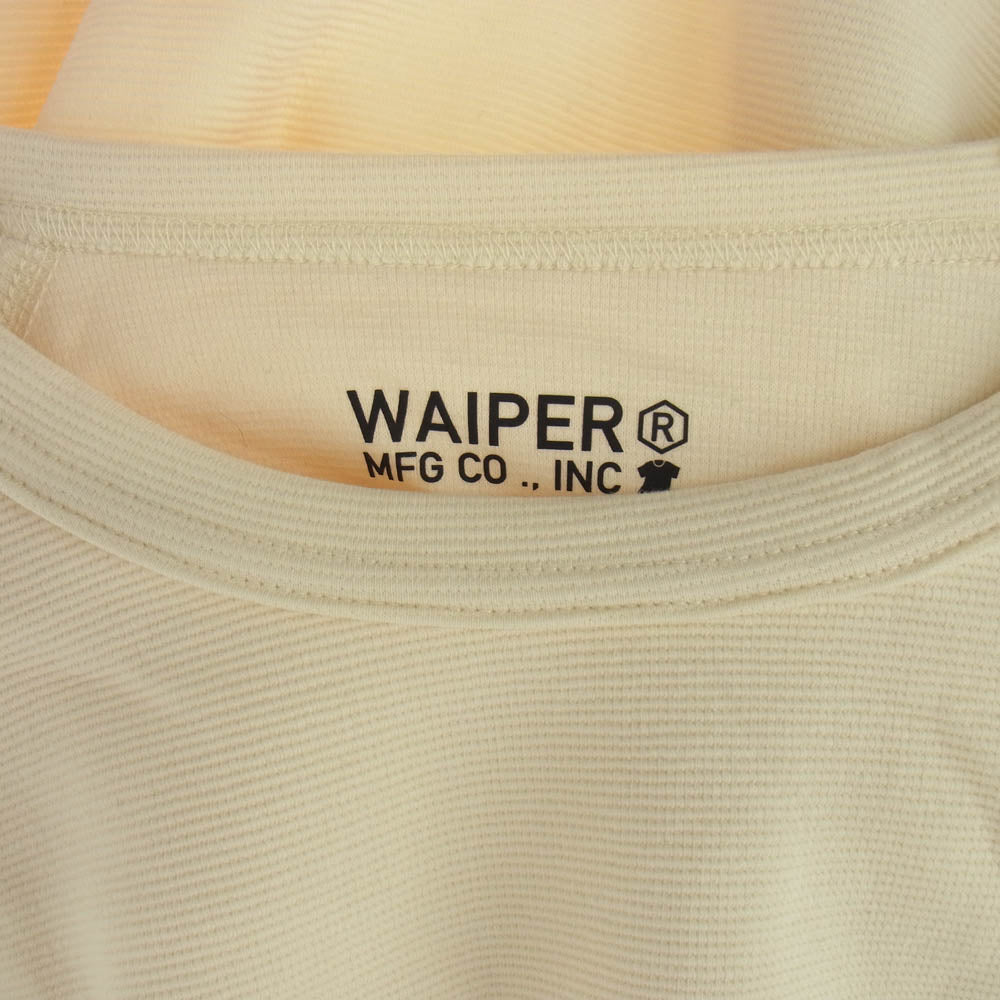 WAIPER R
MFG CO ., INC